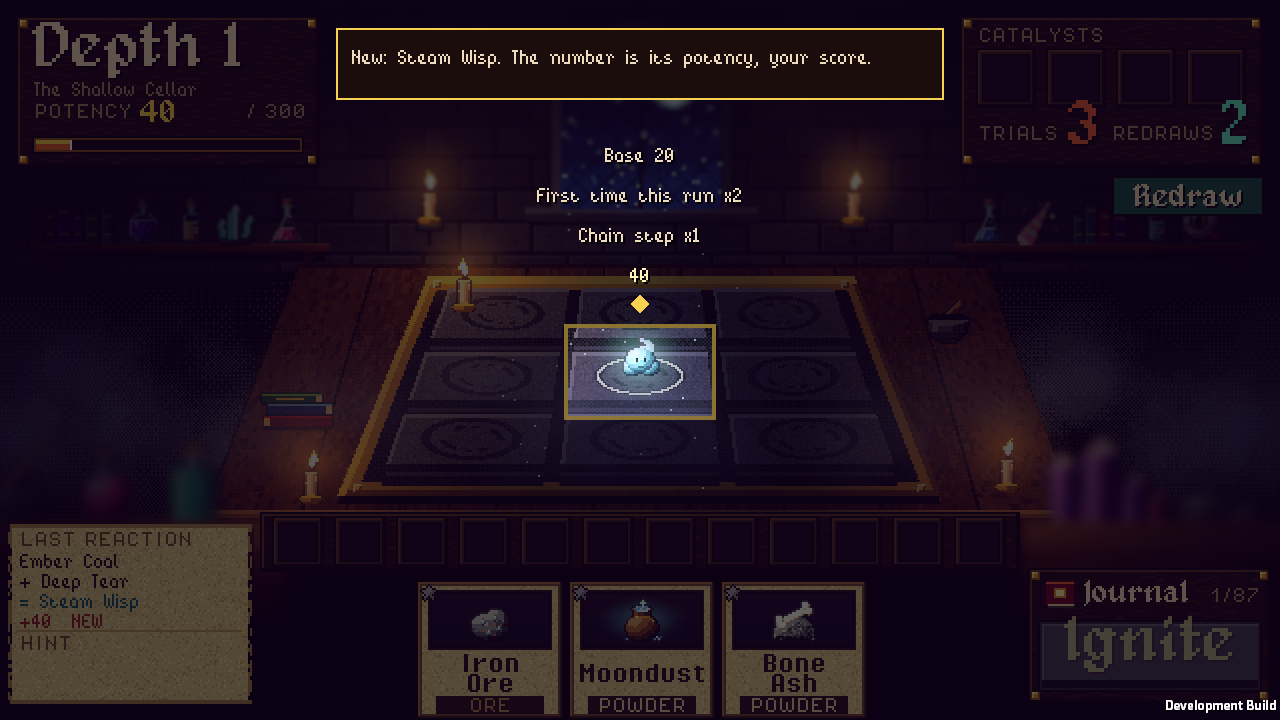 Depth 1
The Shallow Cellar
POTENCY 40 / 300
New: Steam Wisp. The number is its potency, your score.
CATALYSTS
TRIALS 3 REDRAWS 2
Redraw
Base 20
First time this run x2
Chain step x1
40
LAST REACTION
Ember Coal
+ Deep Tear
= Steam Wisp
+40 NEW
HINT
Iron
Ore
ORE
Moondust
POWDER
Bone
Ash
POWDER
Journal 1/87
Ignite
Development Build